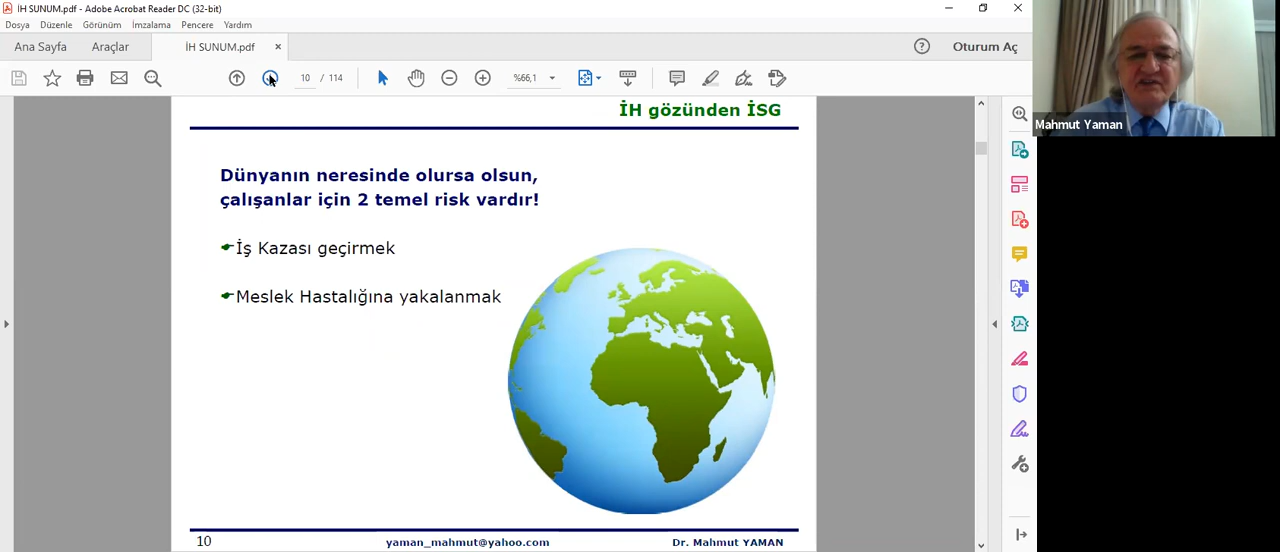 İH SUNUM.pdf - Adobe Acrobat Reader DC (32-bit)
Dosya Düzenle Görünüm İmzalama Pencere Yardım
Ana Sayfa Araçlar İH SUNUM.pdf Oturum Aç
10 / 114 %66,1
Mahmut Yaman
İH gözünden İSG
Dünyanın neresinde olursa olsun,
çalışanlar için 2 temel risk vardır!
İş Kazası geçirmek
Meslek Hastalığına yakalanmak
10 yaman_mahmut@yahoo.com Dr. Mahmut YAMAN